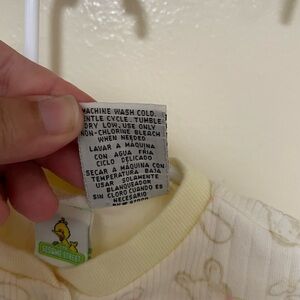 MACHINE WASH COLD.
GENTLE CYCLE. TUMBLE
DRY LOW. USE ONLY
NON-CHLORINE BLEACH
WHEN NEEDED
LAVAR A MAQUINA
CON AGUA FRIA
CICLO DELICADO
SECAR A MAQUINA CON
TEMPERATURA BAJA
USAR SOLAMENTE
BLANQUEADOR
SIN CLORO CUANDO ES
NECESARIO
SESAME STREET